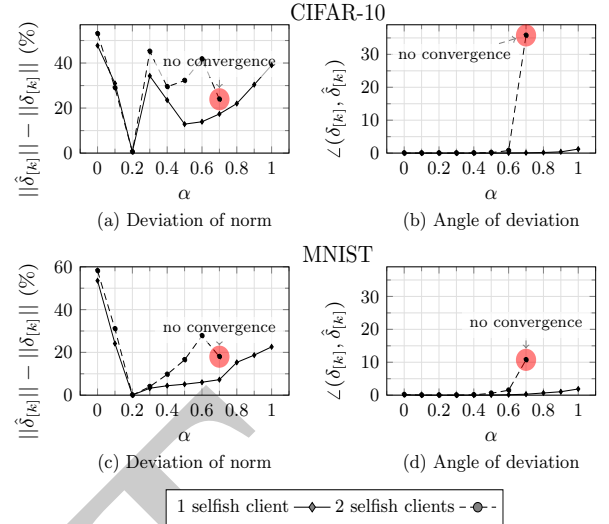 CIFAR-10
||δ̂[k]|| − ||δ[k]|| (%)
60
40
20
0
no convergence
0 0.2 0.4 0.6 0.8 1
α
(a) Deviation of norm
∠(δ[k], δ̂[k])
30
20
10
0
no convergence
0 0.2 0.4 0.6 0.8 1
α
(b) Angle of deviation
MNIST
||δ̂[k]|| − ||δ[k]|| (%)
60
40
20
0
no convergence
0 0.2 0.4 0.6 0.8 1
α
(c) Deviation of norm
∠(δ[k], δ̂[k])
30
20
10
0
no convergence
0 0.2 0.4 0.6 0.8 1
α
(d) Angle of deviation
1 selfish client 2 selfish clients